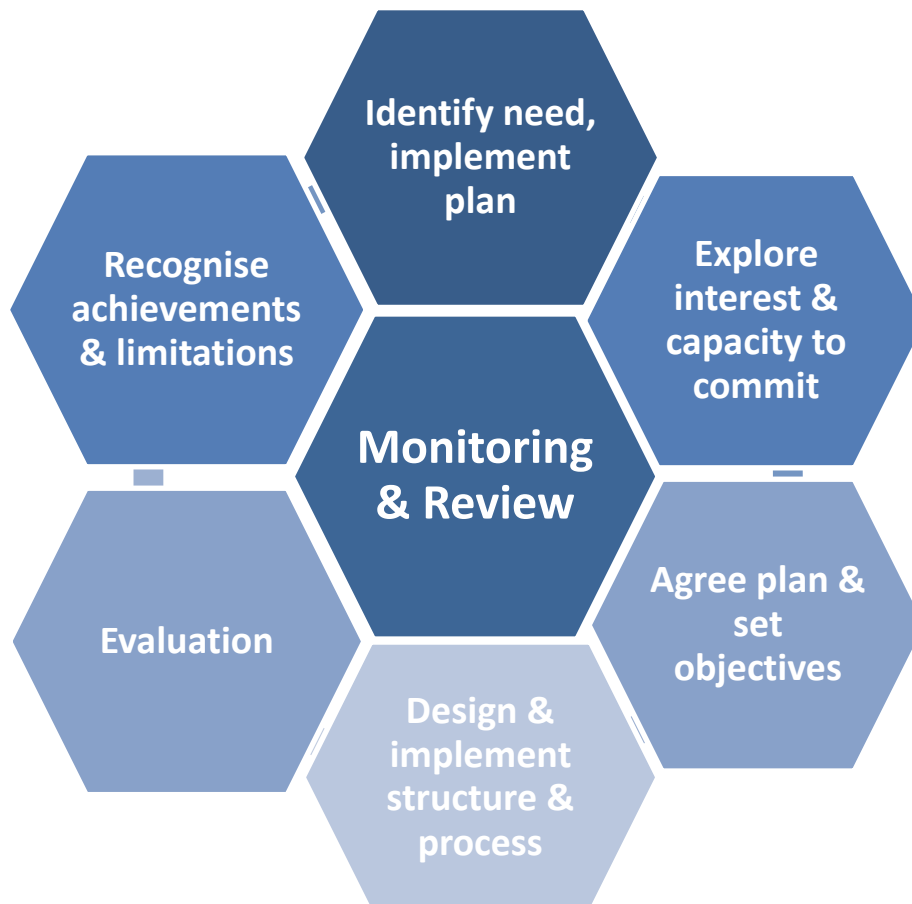 Identify need,
implement
plan
Explore
interest &
capacity to
commit
Agree plan &
set
objectives
Design &
implement
structure &
process
Evaluation
Recognise
achievements
& limitations
Monitoring
& Review